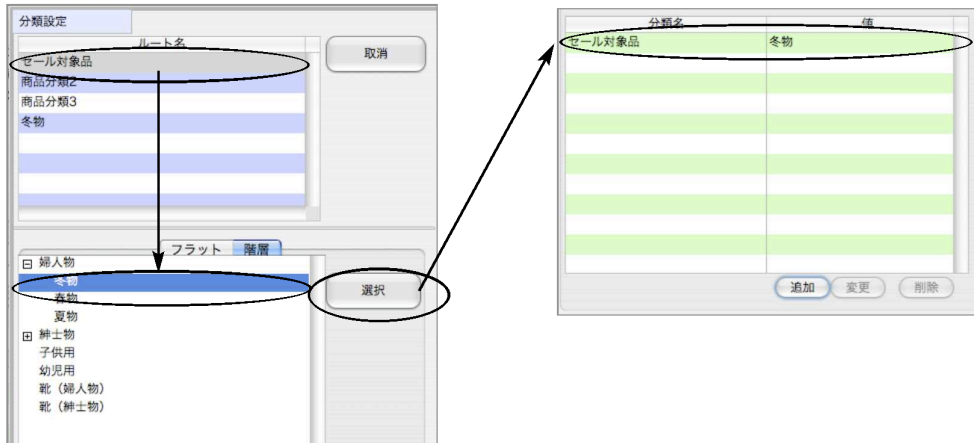 分類設定
ルート名
セール対象品
商品分類2
商品分類3
冬物
取消
フラット 階層
婦人物
冬物
春物
夏物
紳士物
子供用
幼児用
靴（婦人物）
靴（紳士物）
選択
分類名 値
セール対象品 冬物
追加 変更 削除